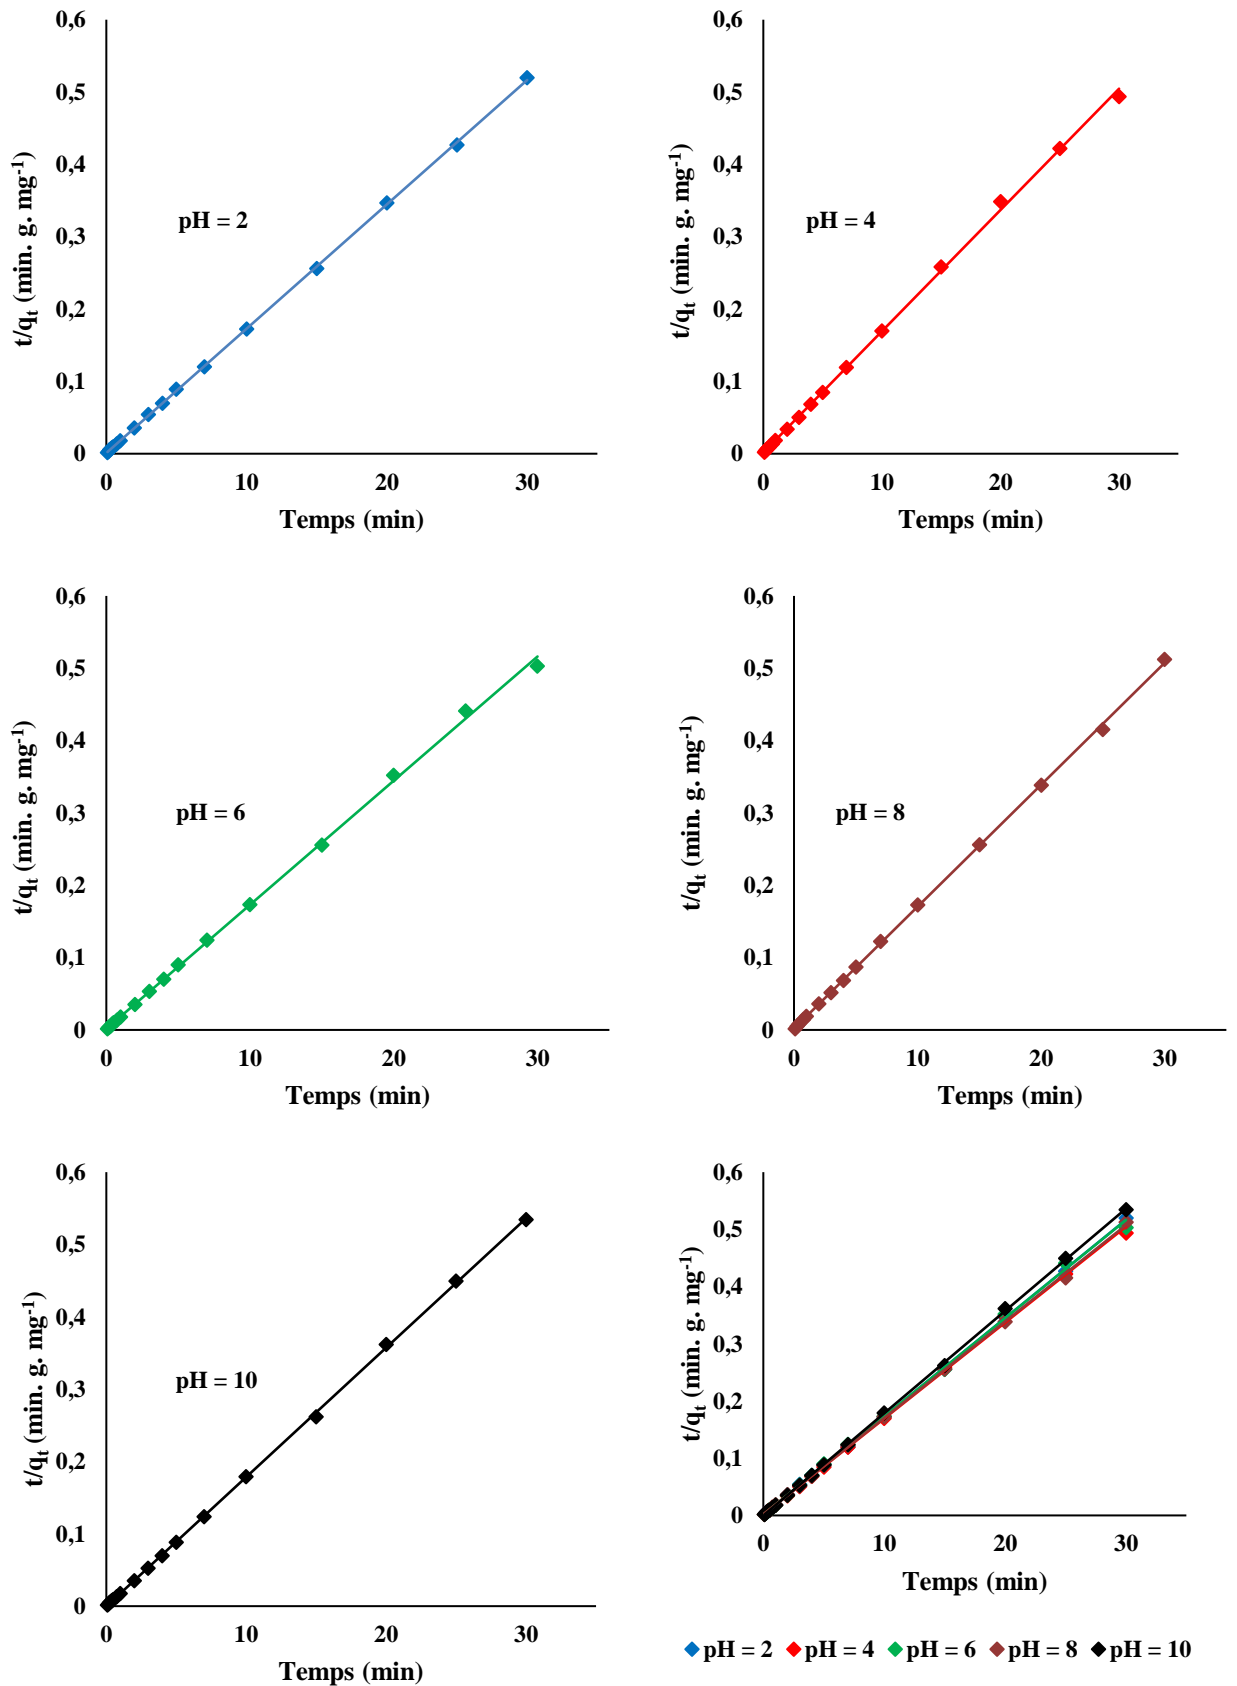 0,6
0,5
0,4
0,3
0,2
0,1
0
0 10 20 30
t/qt (min. g. mg-1)
Temps (min)
pH = 2
0,6
0,5
0,4
0,3
0,2
0,1
0
0 10 20 30
t/qt (min. g. mg-1)
Temps (min)
pH = 4
0,6
0,5
0,4
0,3
0,2
0,1
0
0 10 20 30
t/qt (min. g. mg-1)
Temps (min)
pH = 6
0,6
0,5
0,4
0,3
0,2
0,1
0
0 10 20 30
t/qt (min. g. mg-1)
Temps (min)
pH = 8
0,6
0,5
0,4
0,3
0,2
0,1
0
0 10 20 30
t/qt (min. g. mg-1)
Temps (min)
pH = 10
0,6
0,5
0,4
0,3
0,2
0,1
0
0 10 20 30
t/qt (min. g. mg-1)
Temps (min)
pH = 2 pH = 4 pH = 6 pH = 8 pH = 10